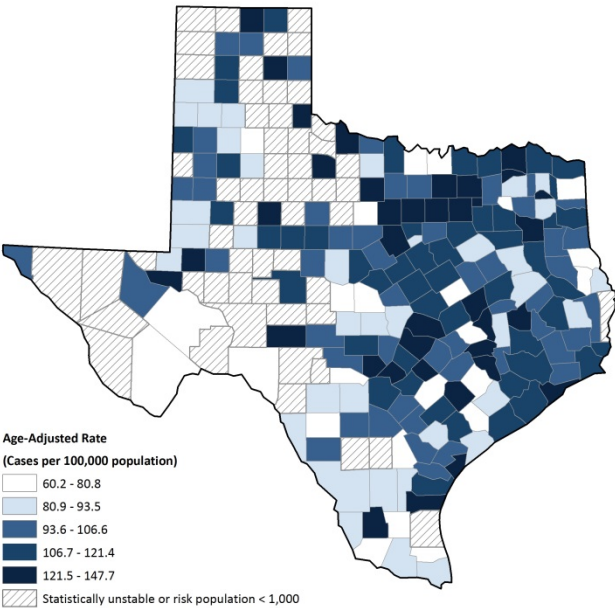 Age-Adjusted Rate
(Cases per 100,000 population)
60.2 - 80.8
80.9 - 93.5
93.6 - 106.6
106.7 - 121.4
121.5 - 147.7
Statistically unstable or risk population < 1,000